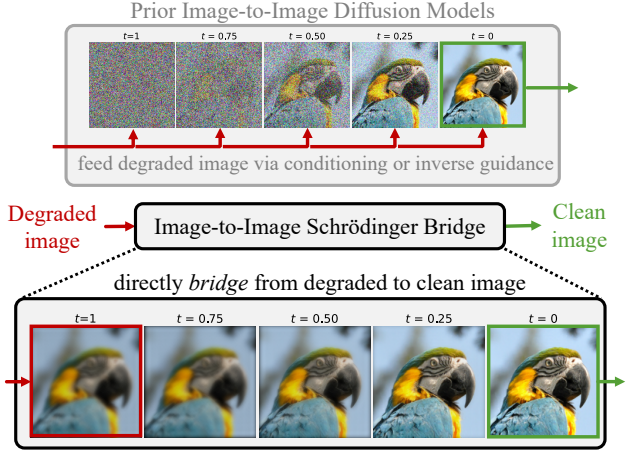 Prior Image-to-Image Diffusion Models
t=1 t = 0.75 t = 0.50 t = 0.25 t = 0
feed degraded image via conditioning or inverse guidance
Degraded
image
Image-to-Image Schrödinger Bridge
Clean
image
directly bridge from degraded to clean image
t=1 t = 0.75 t = 0.50 t = 0.25 t = 0